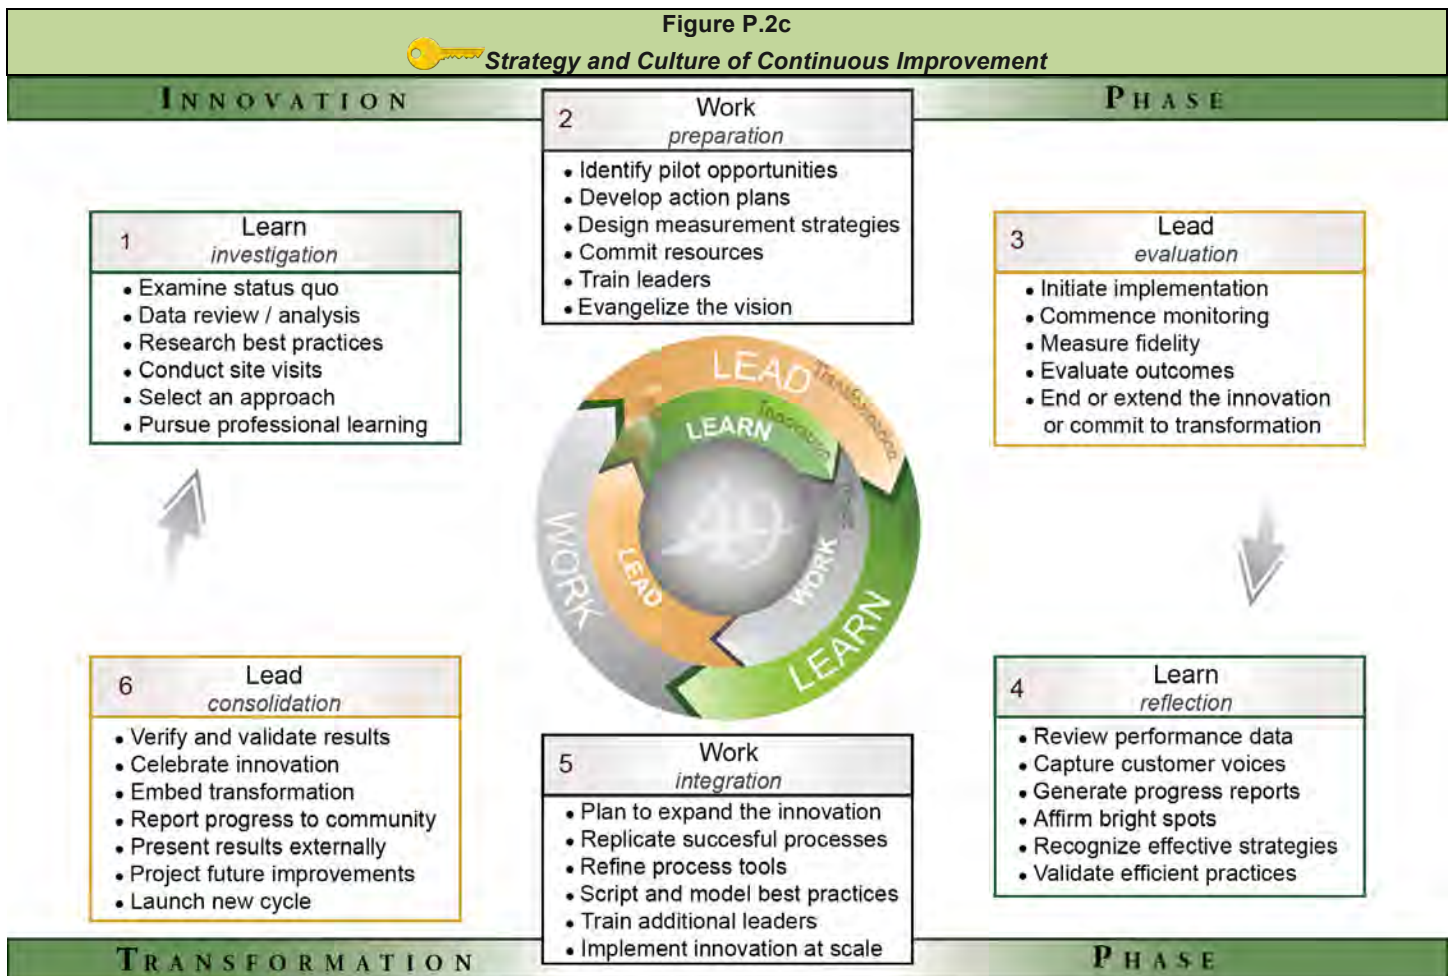 Figure P.2c
Strategy and Culture of Continuous Improvement
INNOVATION PHASE
1
Learn
investigation
• Examine status quo
• Data review / analysis
• Research best practices
• Conduct site visits
• Select an approach
• Pursue professional learning
2
Work
preparation
• Identify pilot opportunities
• Develop action plans
• Design measurement strategies
• Commit resources
• Train leaders
• Evangelize the vision
3
Lead
evaluation
• Initiate implementation
• Commence monitoring
• Measure fidelity
• Evaluate outcomes
• End or extend the innovation
or commit to transformation
LEAD
Transformation
LEARN
Innovation
WORK
LEAD
WORK
LEARN
4
Learn
reflection
• Review performance data
• Capture customer voices
• Generate progress reports
• Affirm bright spots
• Recognize effective strategies
• Validate efficient practices
5
Work
integration
• Plan to expand the innovation
• Replicate succesful processes
• Refine process tools
• Script and model best practices
• Train additional leaders
• Implement innovation at scale
6
Lead
consolidation
• Verify and validate results
• Celebrate innovation
• Embed transformation
• Report progress to community
• Present results externally
• Project future improvements
• Launch new cycle
TRANSFORMATION PHASE